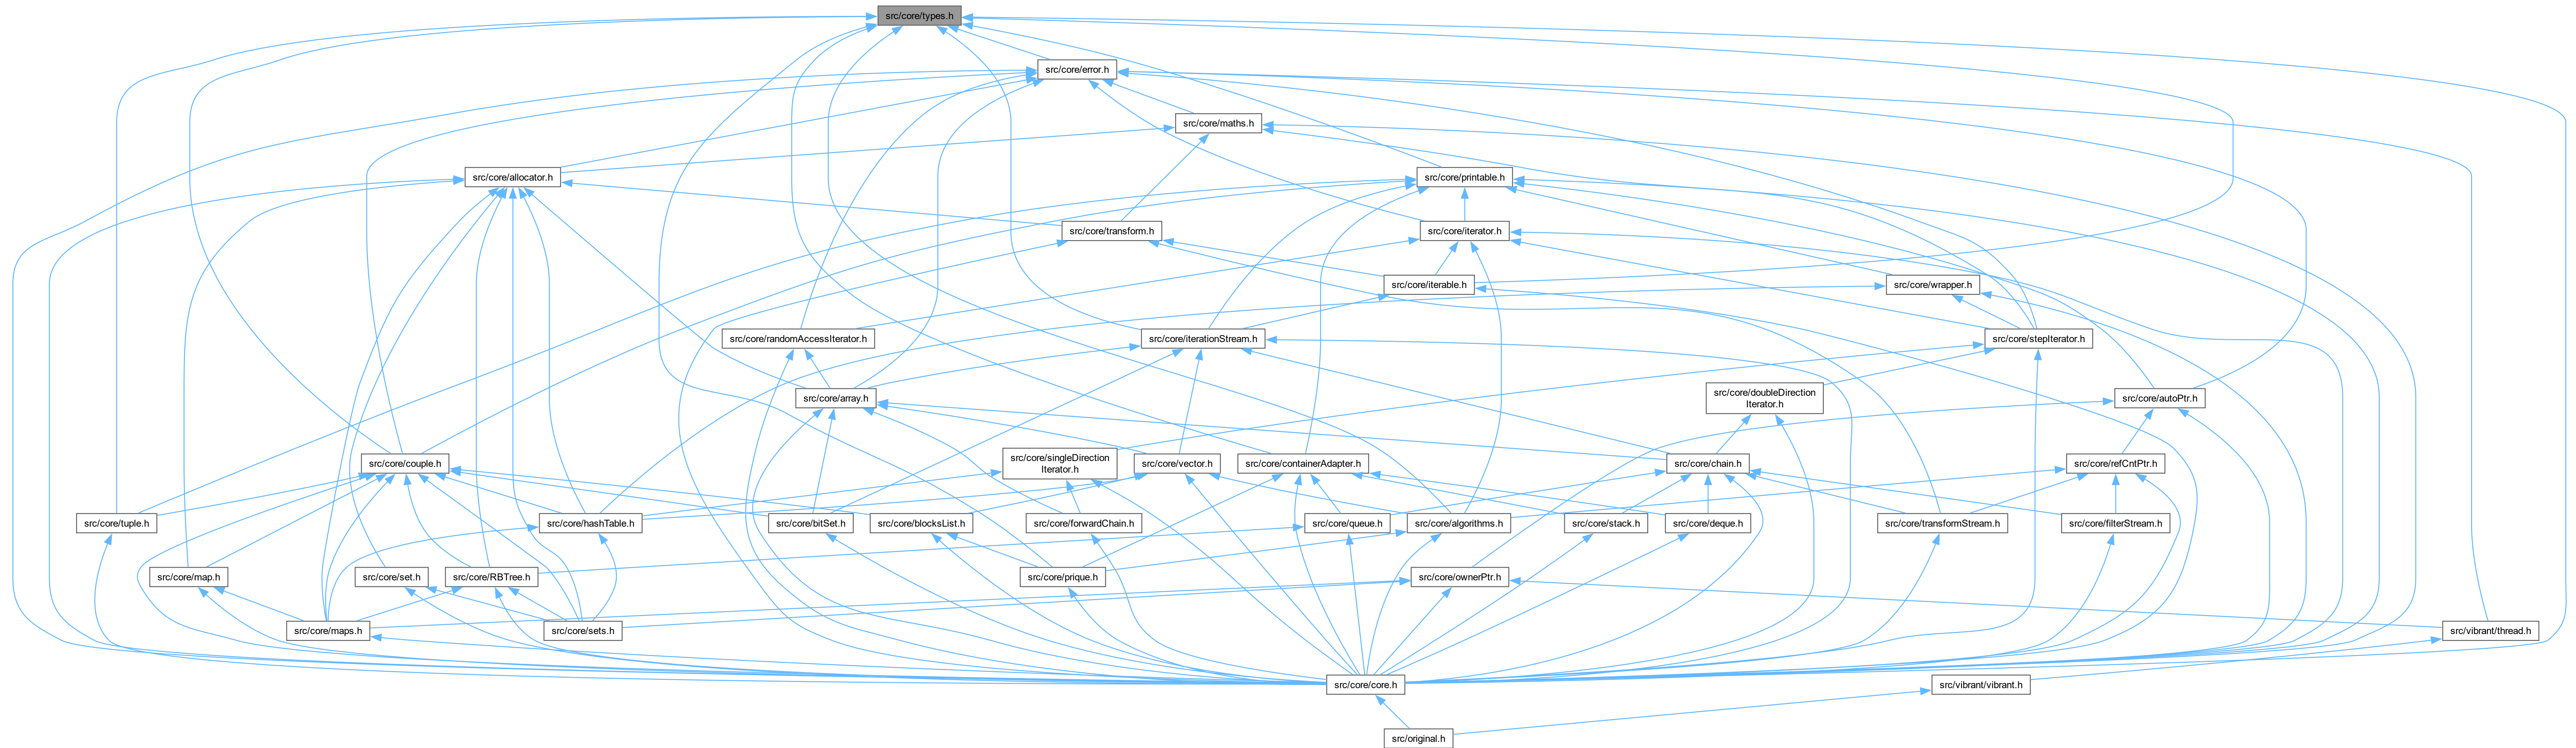 src/core/types.h
src/core/error.h
src/core/maths.h
src/core/allocator.h
src/core/printable.h
src/core/transform.h
src/core/iterator.h
src/core/iterable.h
src/core/wrapper.h
src/core/randomAccessIterator.h
src/core/iterationStream.h
src/core/stepIterator.h
src/core/array.h
src/core/doubleDirection
Iterator.h
src/core/autoPtr.h
src/core/couple.h
src/core/singleDirection
Iterator.h
src/core/vector.h
src/core/containerAdapter.h
src/core/chain.h
src/core/refCntPtr.h
src/core/tuple.h
src/core/hashTable.h
src/core/bitSet.h
src/core/blocksList.h
src/core/forwardChain.h
src/core/queue.h
src/core/algorithms.h
src/core/stack.h
src/core/deque.h
src/core/transformStream.h
src/core/filterStream.h
src/core/map.h
src/core/set.h
src/core/RBTree.h
src/core/prique.h
src/core/ownerPtr.h
src/core/maps.h
src/core/sets.h
src/vibrant/thread.h
src/core/core.h
src/vibrant/vibrant.h
src/original.h